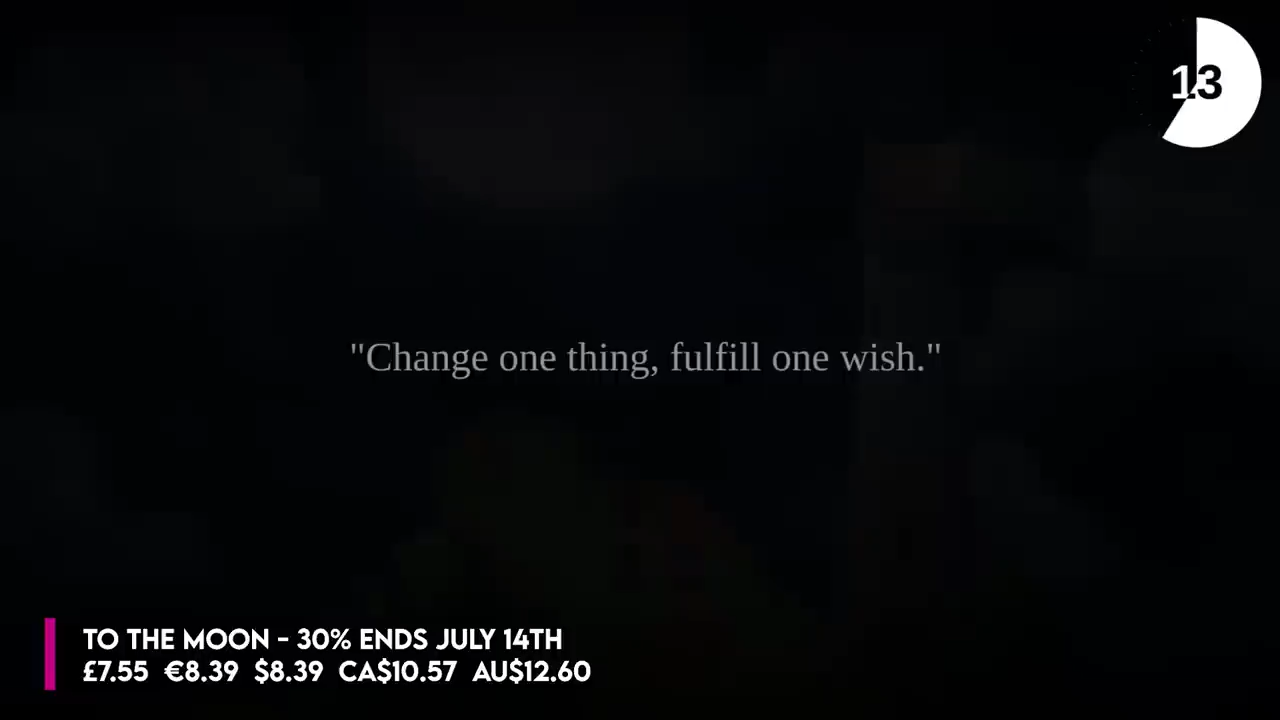 13
"Change one thing, fulfill one wish."
TO THE MOON - 30% ENDS JULY 14TH
£7.55 €8.39 $8.39 CA$10.57 AU$12.60